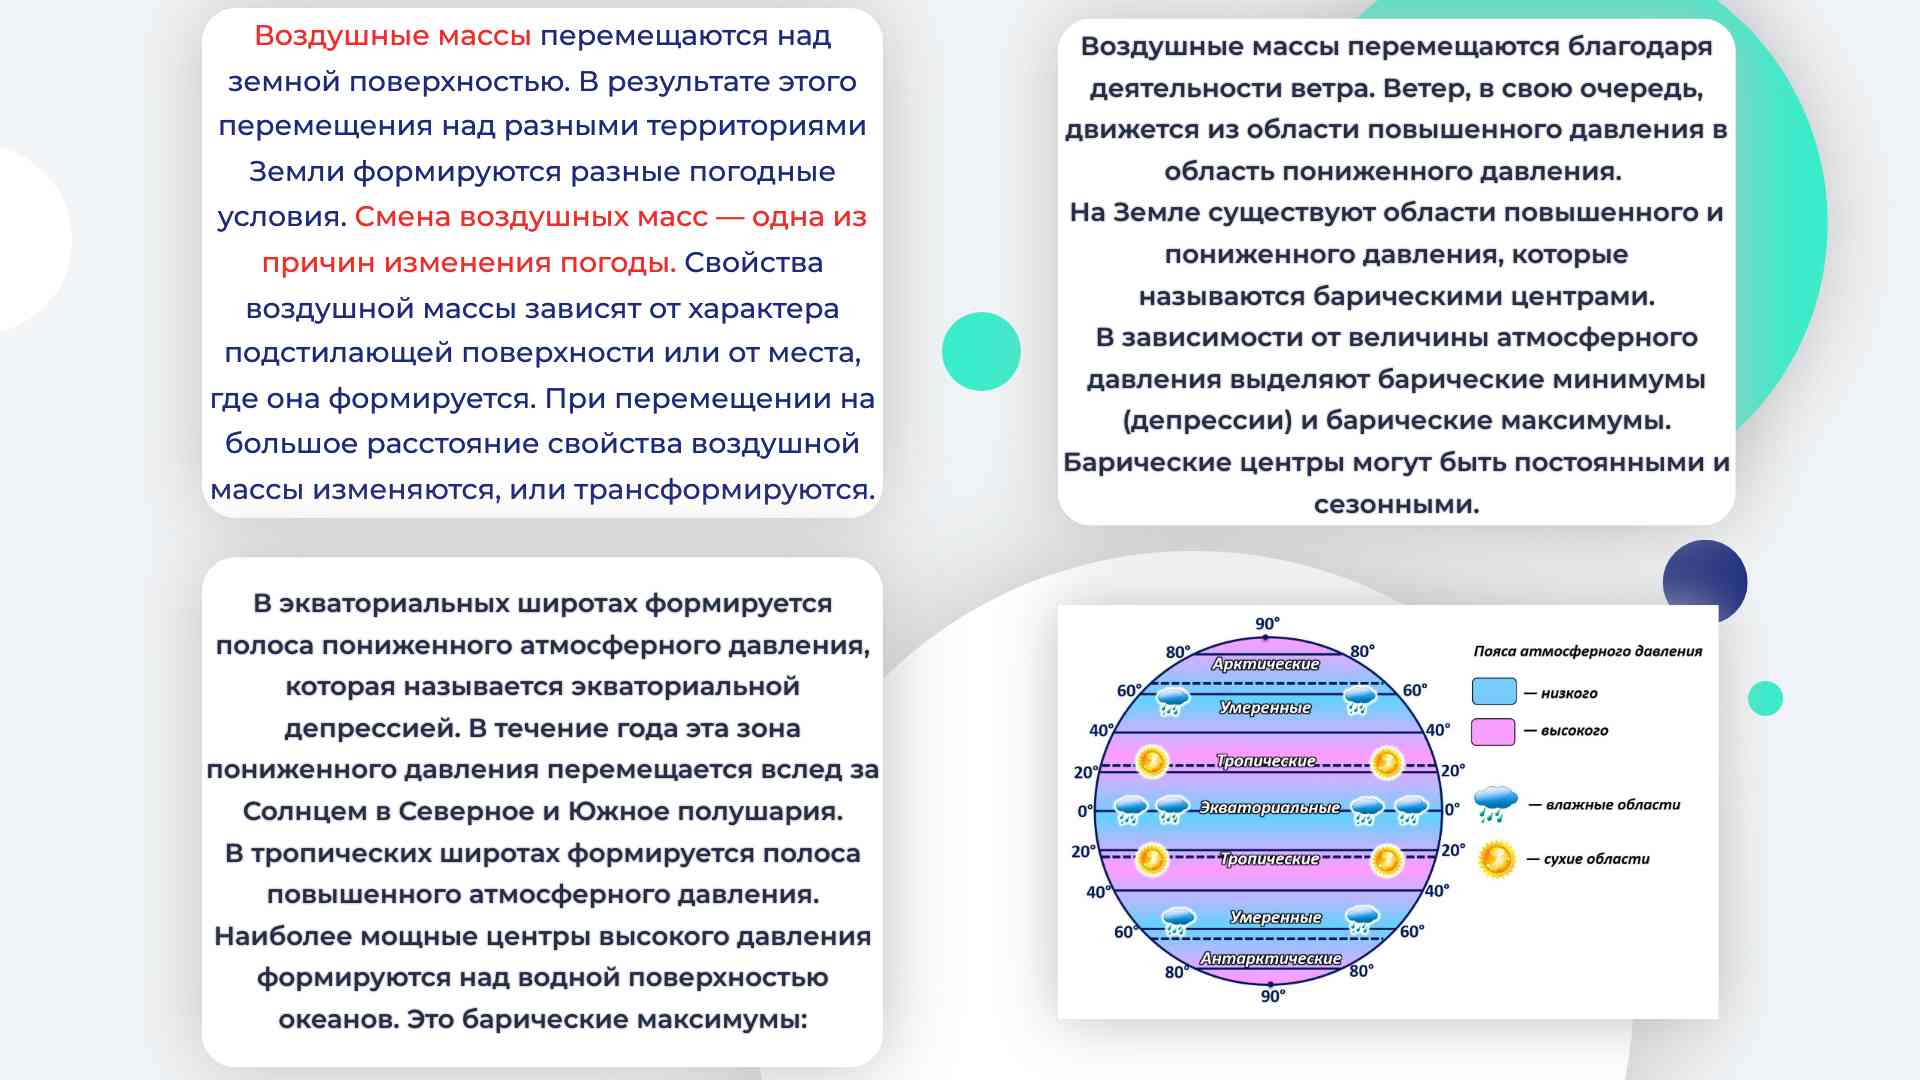 Воздушные массы перемещаются над
земной поверхностью. В результате этого
перемещения над разными территориями
Земли формируются разные погодные
условия. Смена воздушных масс — одна из
причин изменения погоды. Свойства
воздушной массы зависят от характера
подстилающей поверхности или от места,
где она формируется. При перемещении на
большое расстояние свойства воздушной
массы изменяются, или трансформируются.
Воздушные массы перемещаются благодаря
деятельности ветра. Ветер, в свою очередь,
движется из области повышенного давления в
область пониженного давления.
На Земле существуют области повышенного и
пониженного давления, которые
называются барическими центрами.
В зависимости от величины атмосферного
давления выделяют барические минимумы
(депрессии) и барические максимумы.
Барические центры могут быть постоянными и
сезонными.
В экваториальных широтах формируется
полоса пониженного атмосферного давления,
которая называется экваториальной
депрессией. В течение года эта зона
пониженного давления перемещается вслед за
Солнцем в Северное и Южное полушария.
В тропических широтах формируется полоса
повышенного атмосферного давления.
Наиболее мощные центры высокого давления
формируются над водной поверхностью
океанов. Это барические максимумы:
90°
80° 80°
Арктические
60° 60°
Умеренные
40° 40°
Тропические
20° 20°
0° Экваториальные 0°
20° 20°
Тропические
40° 40°
Умеренные
60° 60°
Антарктические
80° 80°
90°
Пояса атмосферного давления
— низкого
— высокого
— влажные области
— сухие области